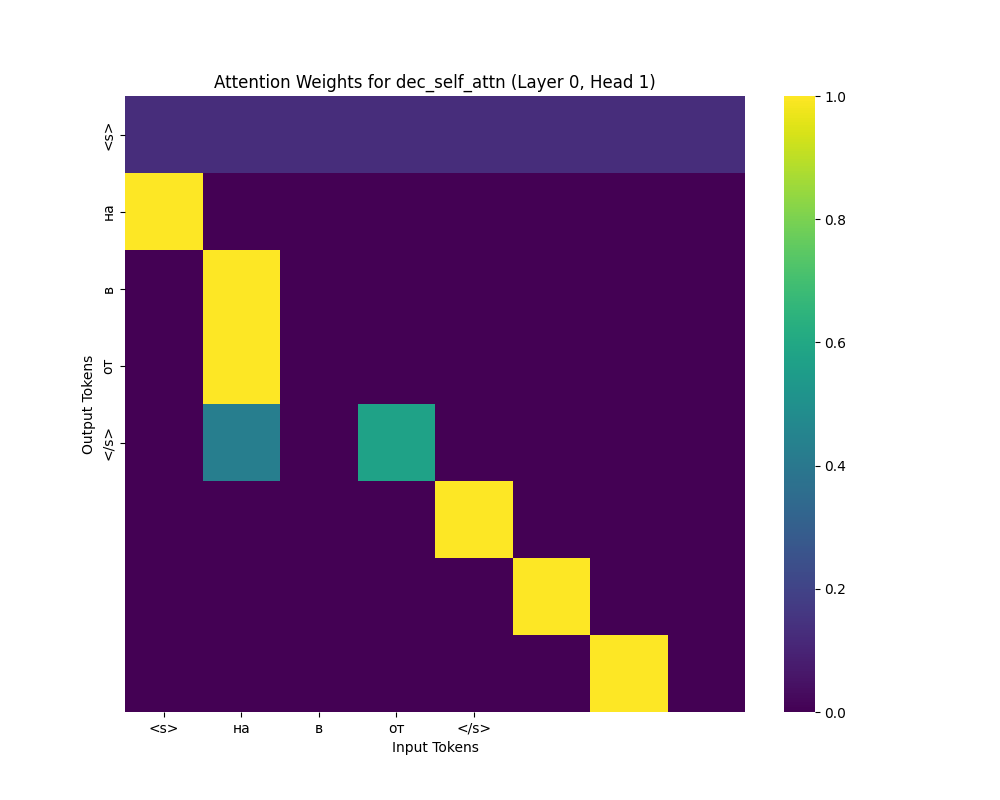 Attention Weights for dec_self_attn (Layer 0, Head 1)
Output Tokens
<s>
на
в
от
</s>
<s> на в от </s>
Input Tokens
1.0
0.8
0.6
0.4
0.2
0.0